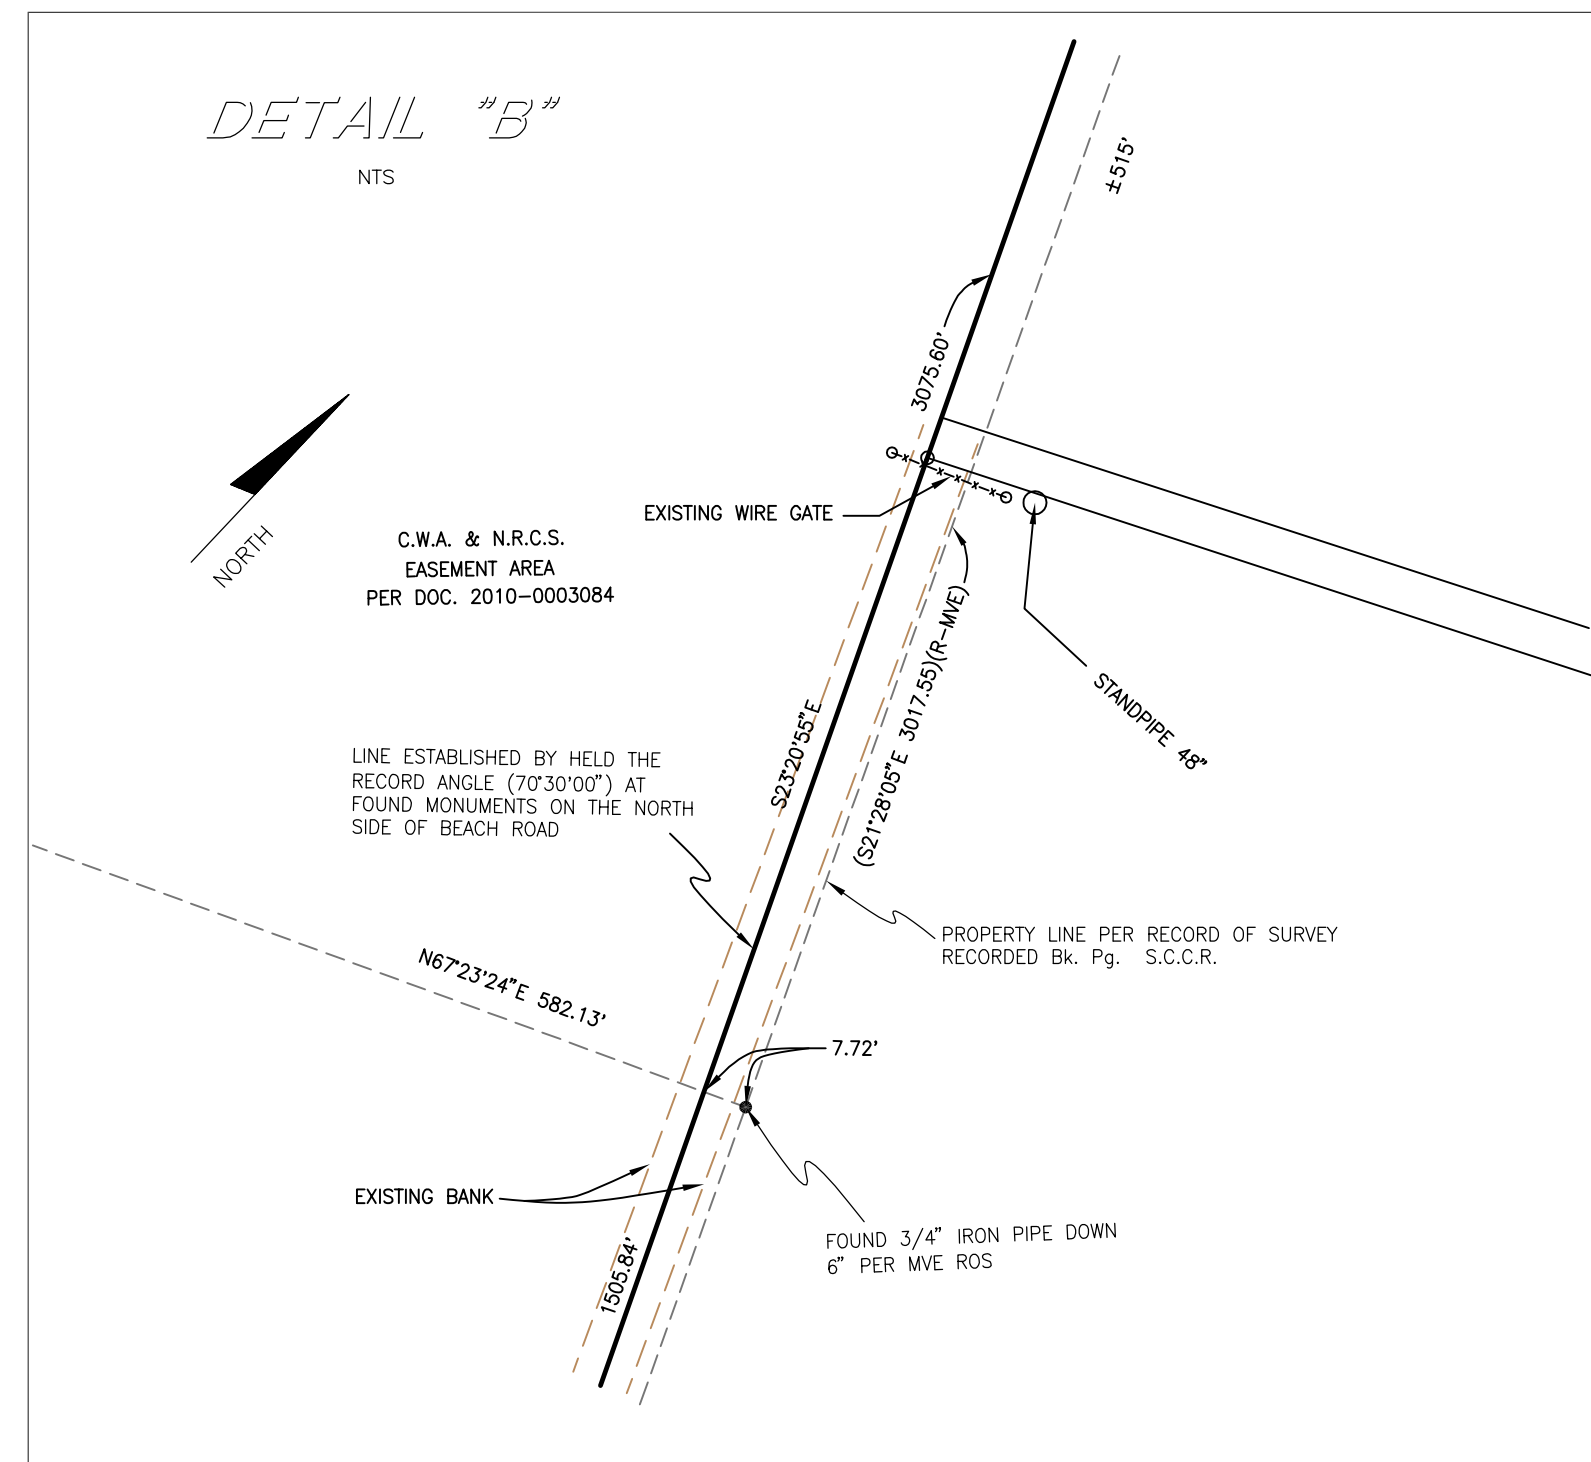 DETAIL "B"
NTS
±515'
3075.60'
EXISTING WIRE GATE
NORTH
C.W.A. & N.R.C.S.
EASEMENT AREA
PER DOC. 2010-0003084
STANDPIPE 48"
(S21°28'05"E 3017.55)(R-MVE)
S23°20'55"E
LINE ESTABLISHED BY HELD THE
RECORD ANGLE (70°30'00") AT
FOUND MONUMENTS ON THE NORTH
SIDE OF BEACH ROAD
PROPERTY LINE PER RECORD OF SURVEY
RECORDED Bk. Pg. S.C.C.R.
N67°23'24"E 582.13'
7.72'
EXISTING BANK
FOUND 3/4" IRON PIPE DOWN
6" PER MVE ROS
1505.84'